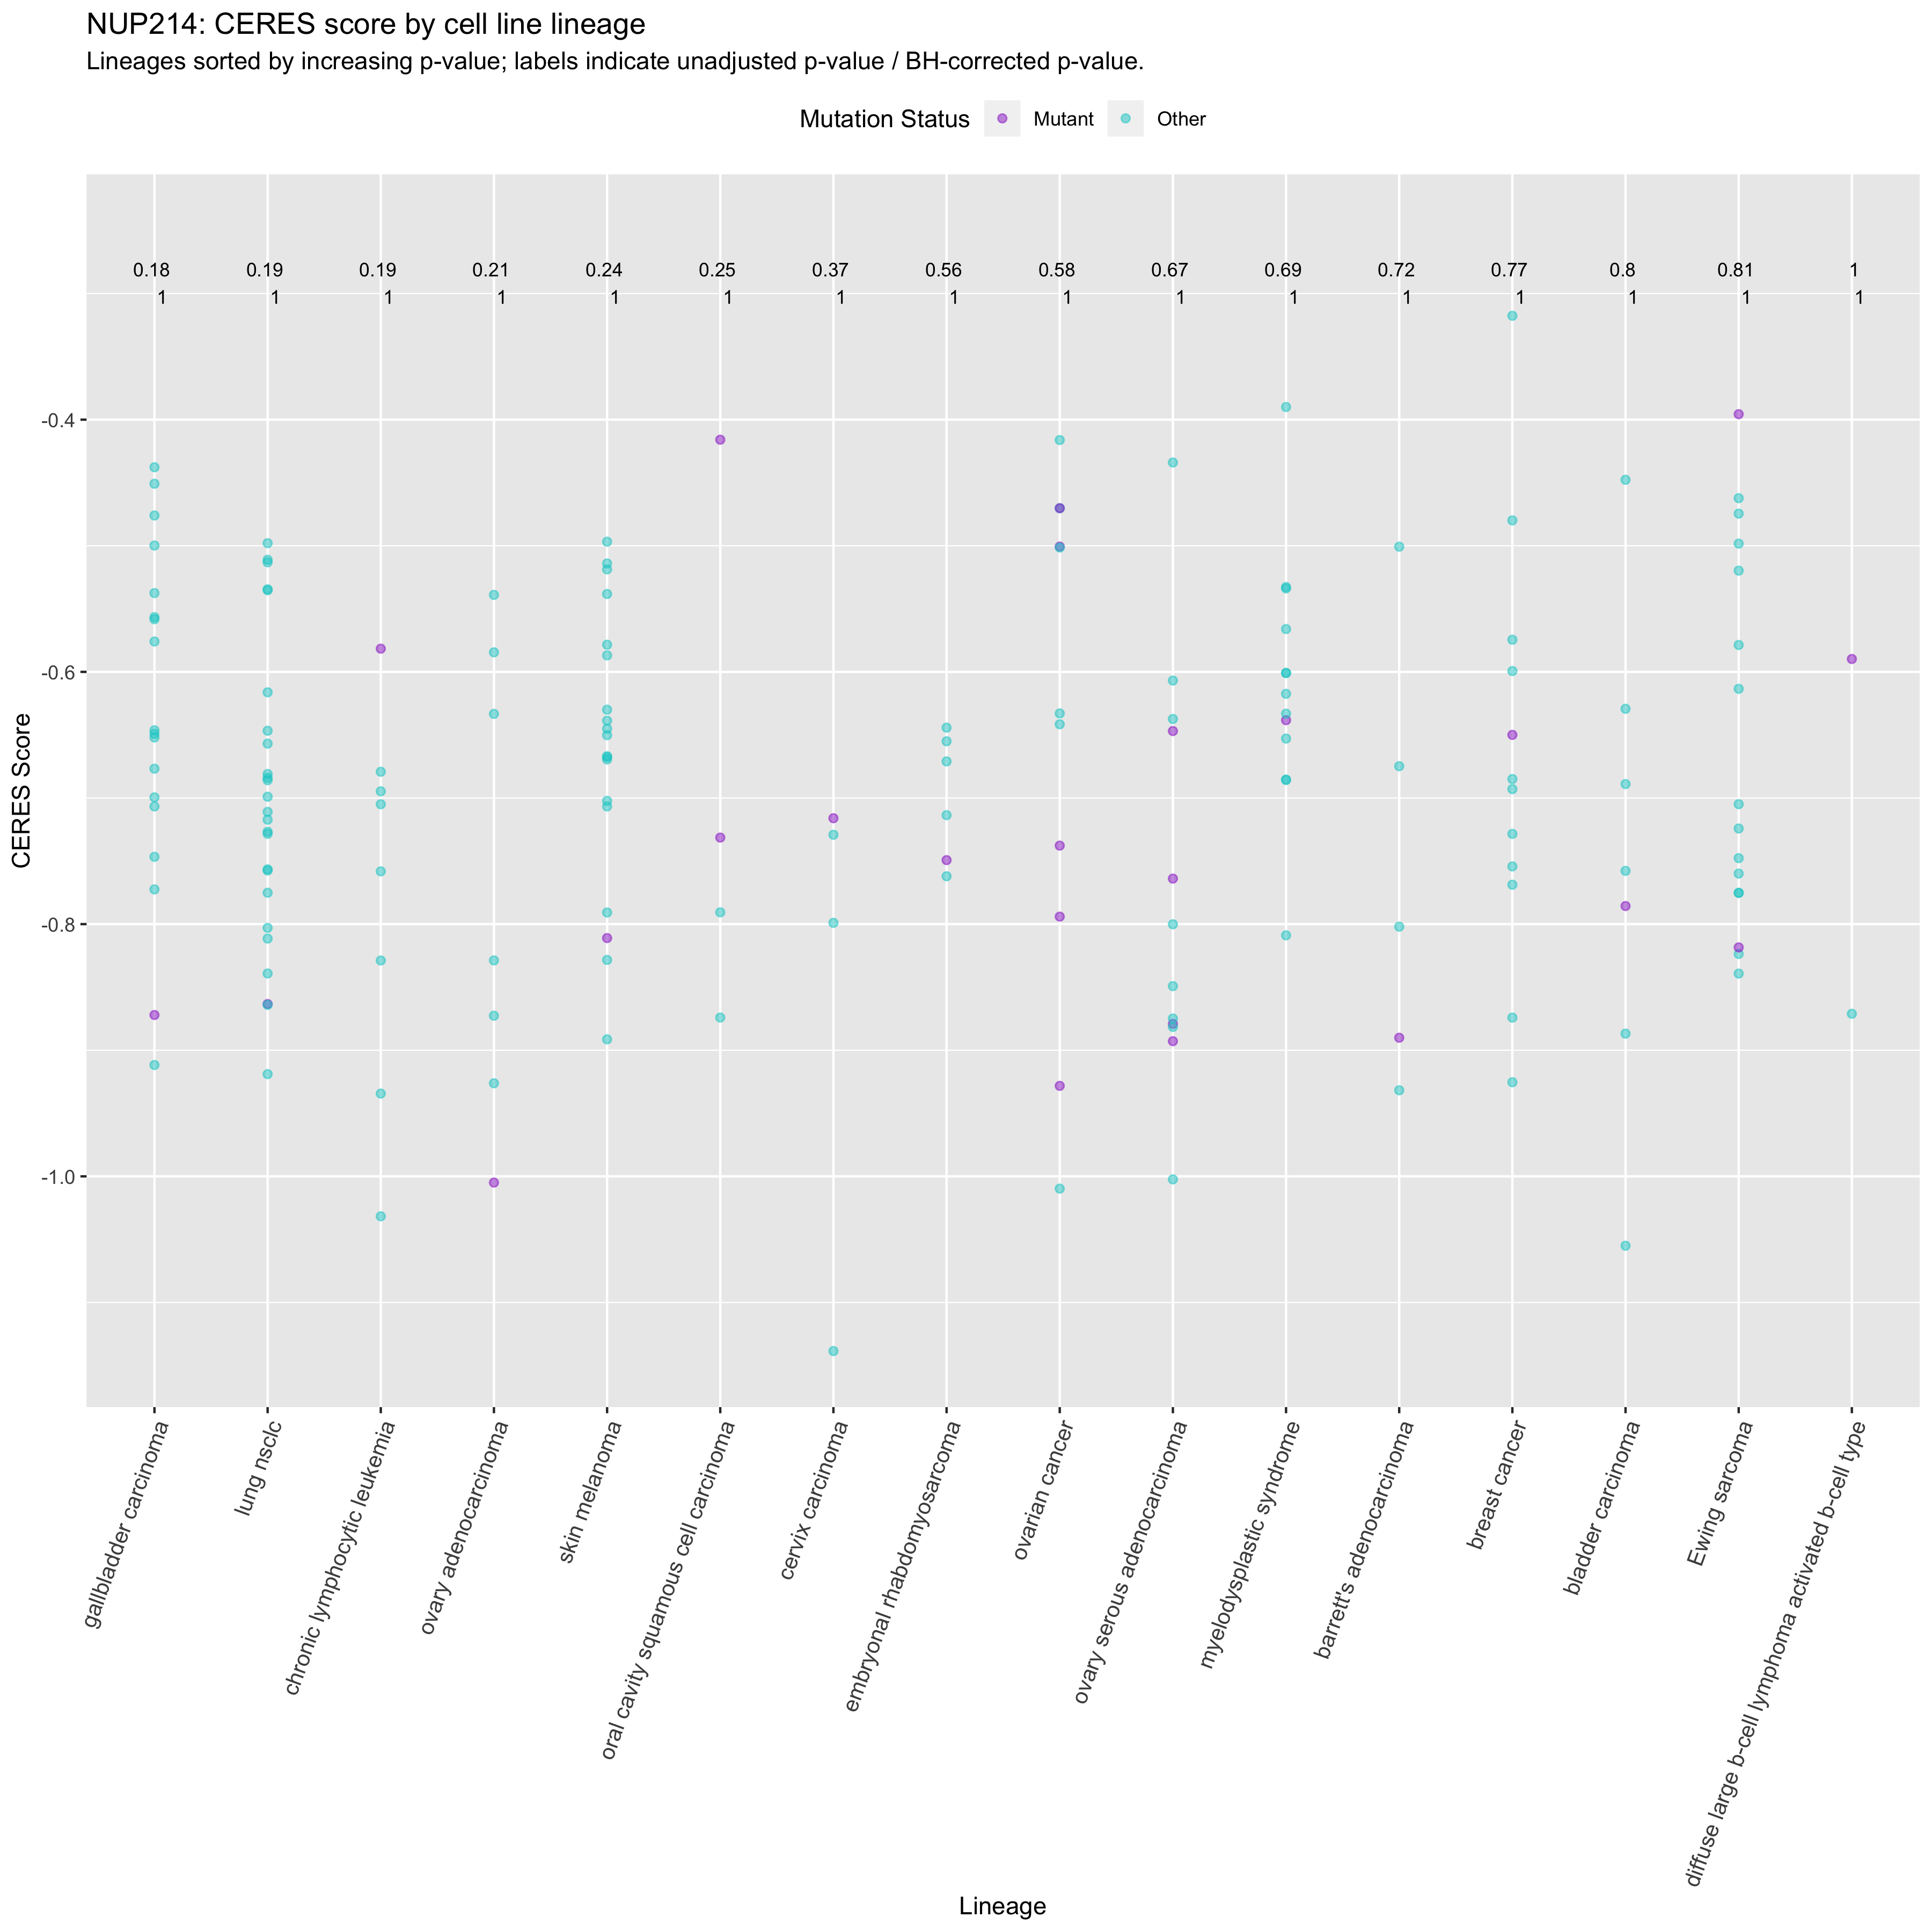 NUP214: CERES score by cell line lineage
Lineages sorted by increasing p-value; labels indicate unadjusted p-value / BH-corrected p-value.
Mutation Status Mutant Other
0.18 0.19 0.19 0.21 0.24 0.25 0.37 0.56 0.58 0.67 0.69 0.72 0.77 0.8 0.81 1
1 1 1 1 1 1 1 1 1 1 1 1 1 1 1 1
-0.4
-0.6
-0.8
-1.0
CERES Score
gallbladder carcinoma
lung nsclc
chronic lymphocytic leukemia
ovary adenocarcinoma
skin melanoma
oral cavity squamous cell carcinoma
cervix carcinoma
embryonal rhabdomyosarcoma
ovarian cancer
ovary serous adenocarcinoma
myelodysplastic syndrome
barrett's adenocarcinoma
breast cancer
bladder carcinoma
Ewing sarcoma
diffuse large b-cell lymphoma activated b-cell type
Lineage